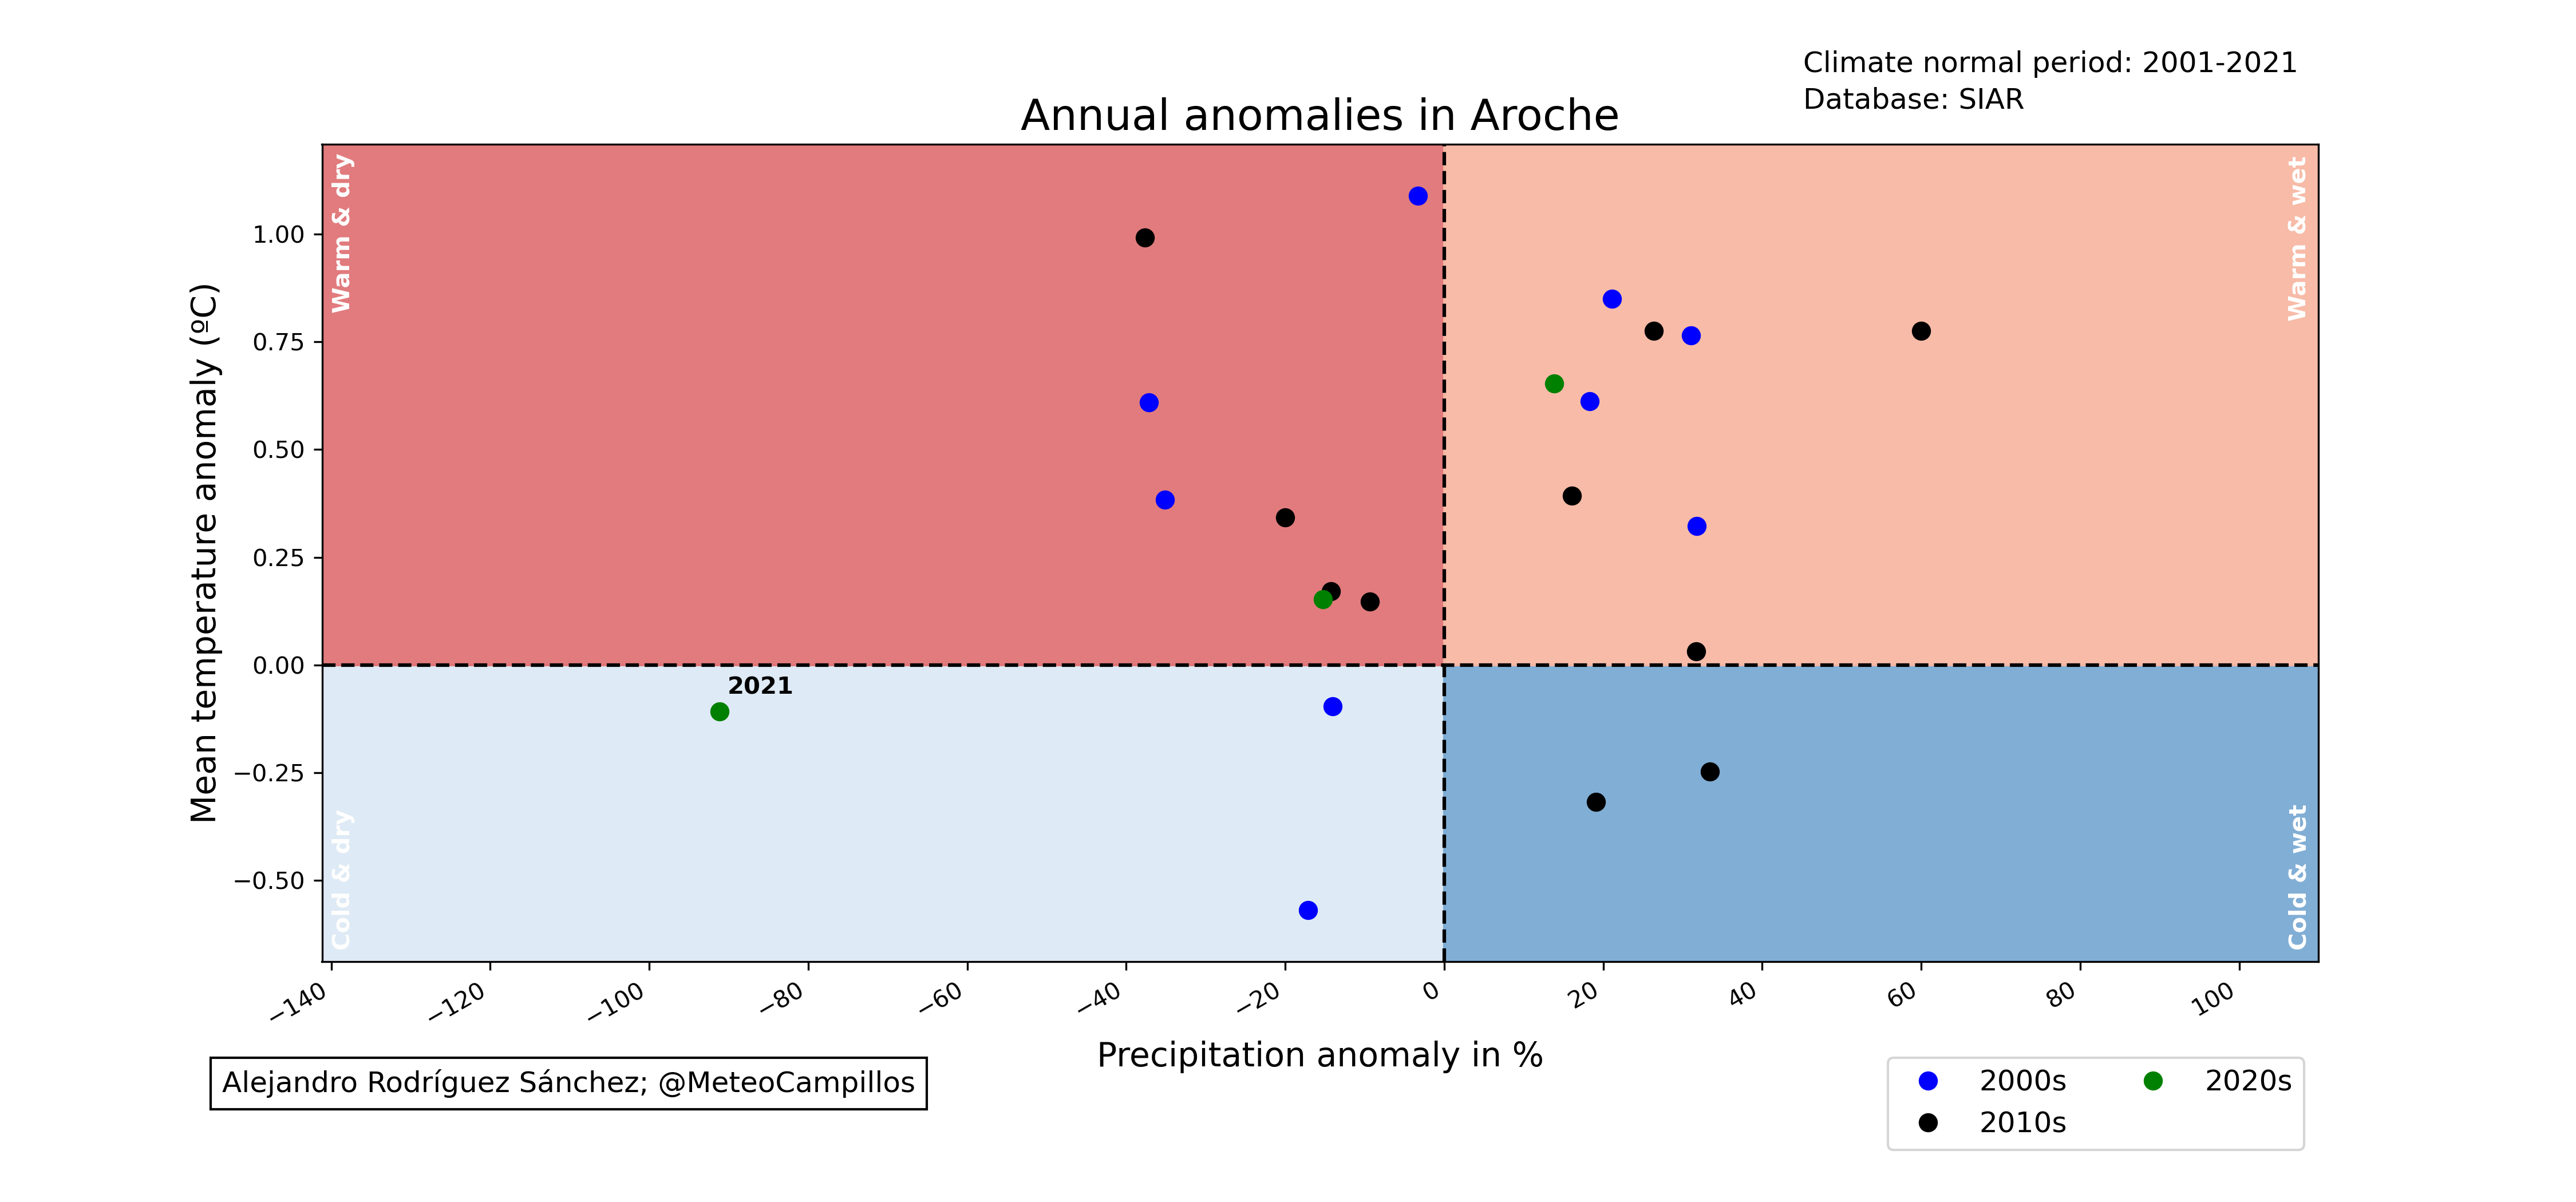 Climate normal period: 2001-2021
Database: SIAR
Annual anomalies in Aroche
Warm & dry
Warm & wet
Mean temperature anomaly (ºC)
1.00
0.75
0.50
0.25
0.00
−0.25
−0.50
2021
Cold & dry
Cold & wet
−140
−120
−100
−80
−60
−40
−20
0
20
40
60
80
100
Precipitation anomaly in %
Alejandro Rodríguez Sánchez; @MeteoCampillos
2000s
2010s
2020s